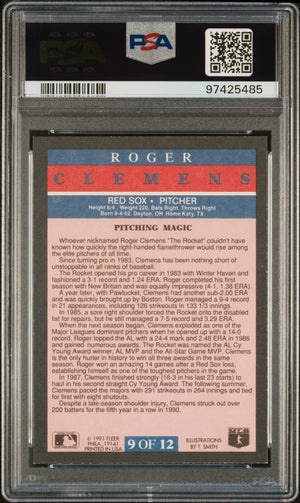 PSA
97425485
ROGER
CLEMENS
RED SOX • PITCHER
Height 6/4, Weight 220, Bats Right, Throws Right
Born 8-4-62, Dayton, OH Home Katy, TX
PITCHING MAGIC
Whoever nicknamed Roger Clemens "The Rocket" couldn't have
known how quickly the right-handed flamethrower would rise among
the elite pitchers of all time.
Since turning pro in 1983, Clemens has been nothing short of
unstoppable in all ranks of baseball.
The Rocket opened his pro career in 1983 with Winter Haven and
fashioned a 3-1 record and 1.24 ERA. Roger completed his first season
with New Britian and was equally impressive (4-1, 1.38 ERA).
A year later, with Pawtucket, Clemens had a sub-2.00 ERA and
was quickly brought up by Boston. Roger managed a 9-4 record
in 21 appearances, including 126 strikeouts in 133 1/3 innings.
In 1985, a sore right shoulder forced the Rocket onto the disabled
list for repairs, but he still managed a 7-5 record and 3.29 ERA.
When the next season began, Clemens exploded as one of the
Major Leagues dominant pitchers when he opened up with a 14-0
record. Roger topped the AL with a 24-4 mark and 2.48 ERA in 1986
and gained numerous awards. The Rocket was named the AL Cy
Young Award winner, AL MVP and the All-Star Game MVP. Clemens
is the only hurler in history to win all three awards in the same
season. Roger won an amazing 14 games after a Red Sox loss,
establishing himself as one of the toughest pitchers in the game.
In 1987, Clemens finished strongly (16-3 in his last 23 starts) to
haul in his second straight Cy Young Award. The following summer,
Clemens paced the majors with 291 strikeouts in 264 innings and tied
for first with eight shutouts.
Despite a late-season shoulder injury, Clemens struck out over
200 batters for the fifth year in a row in 1990.
© 1991 FLEER
PHILA., 19141
PRINTED IN USA
9 OF 12
ILLUSTRATIONS
BY T. SMITH